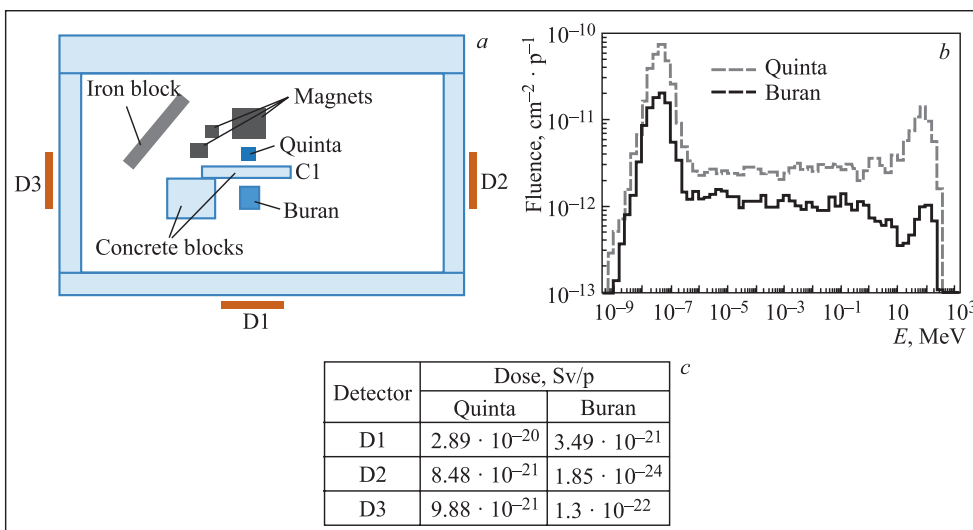 a
Iron block
Magnets
Quinta
C1
D3
D2
Buran
Concrete blocks
D1
b
Fluence, cm⁻² · p⁻¹
10⁻¹⁰
10⁻¹¹
10⁻¹²
10⁻¹³
Quinta
Buran
10⁻⁹ 10⁻⁷ 10⁻⁵ 10⁻³ 10⁻¹ 10¹ 10³
E, MeV
c
Detector Dose, Sv/p
Quinta Buran
D1 2.89 · 10⁻²⁰ 3.49 · 10⁻²¹
D2 8.48 · 10⁻²¹ 1.85 · 10⁻²⁴
D3 9.88 · 10⁻²¹ 1.3 · 10⁻²²